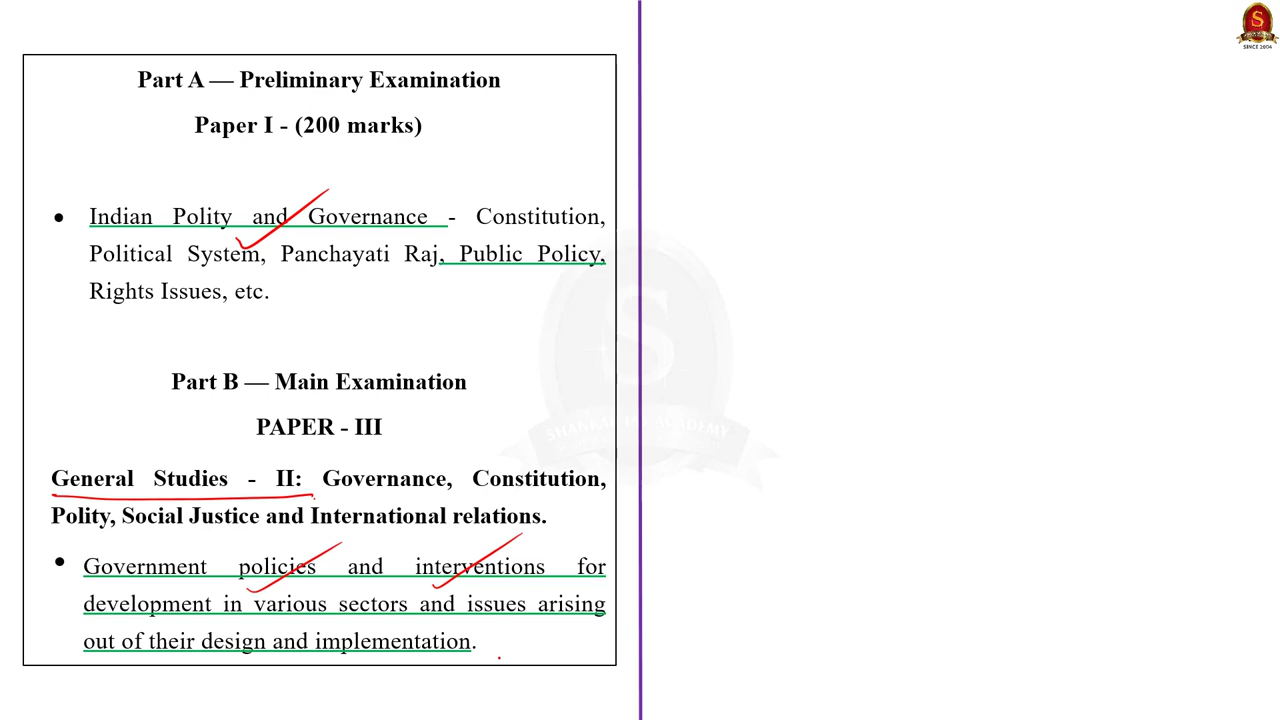 Part A — Preliminary Examination
Paper I - (200 marks)
• Indian Polity and Governance - Constitution,
Political System, Panchayati Raj, Public Policy,
Rights Issues, etc.
Part B — Main Examination
PAPER - III
General Studies - II: Governance, Constitution,
Polity, Social Justice and International relations.
• Government policies and interventions for
development in various sectors and issues arising
out of their design and implementation.
S
SINCE 2004